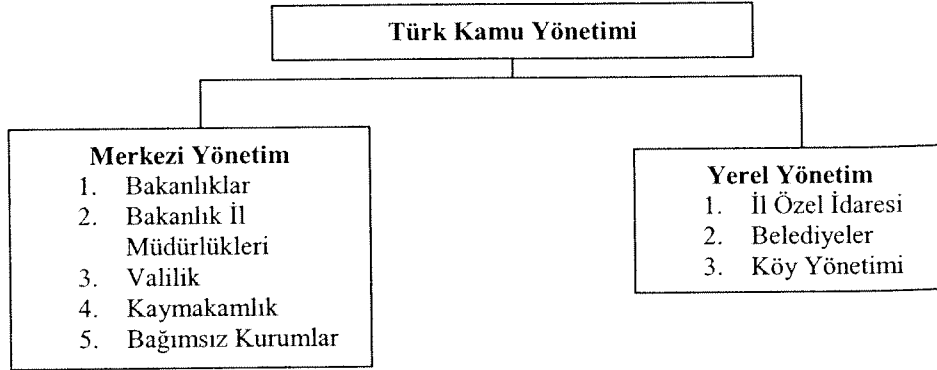 Türk Kamu Yönetimi
Merkezi Yönetim
1. Bakanlıklar
2. Bakanlık İl
Müdürlükleri
3. Valilik
4. Kaymakamlık
5. Bağımsız Kurumlar
Yerel Yönetim
1. İl Özel İdaresi
2. Belediyeler
3. Köy Yönetimi